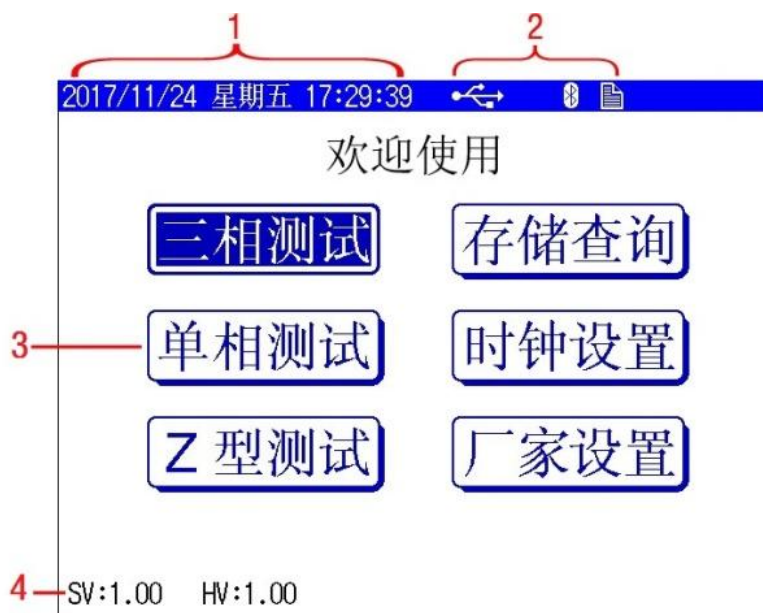 1 2
2017/11/24 星期五 17:29:39
欢迎使用
三相测试 存储查询
3 单相测试 时钟设置
Z 型测试 厂家设置
4 SV:1.00 HV:1.00